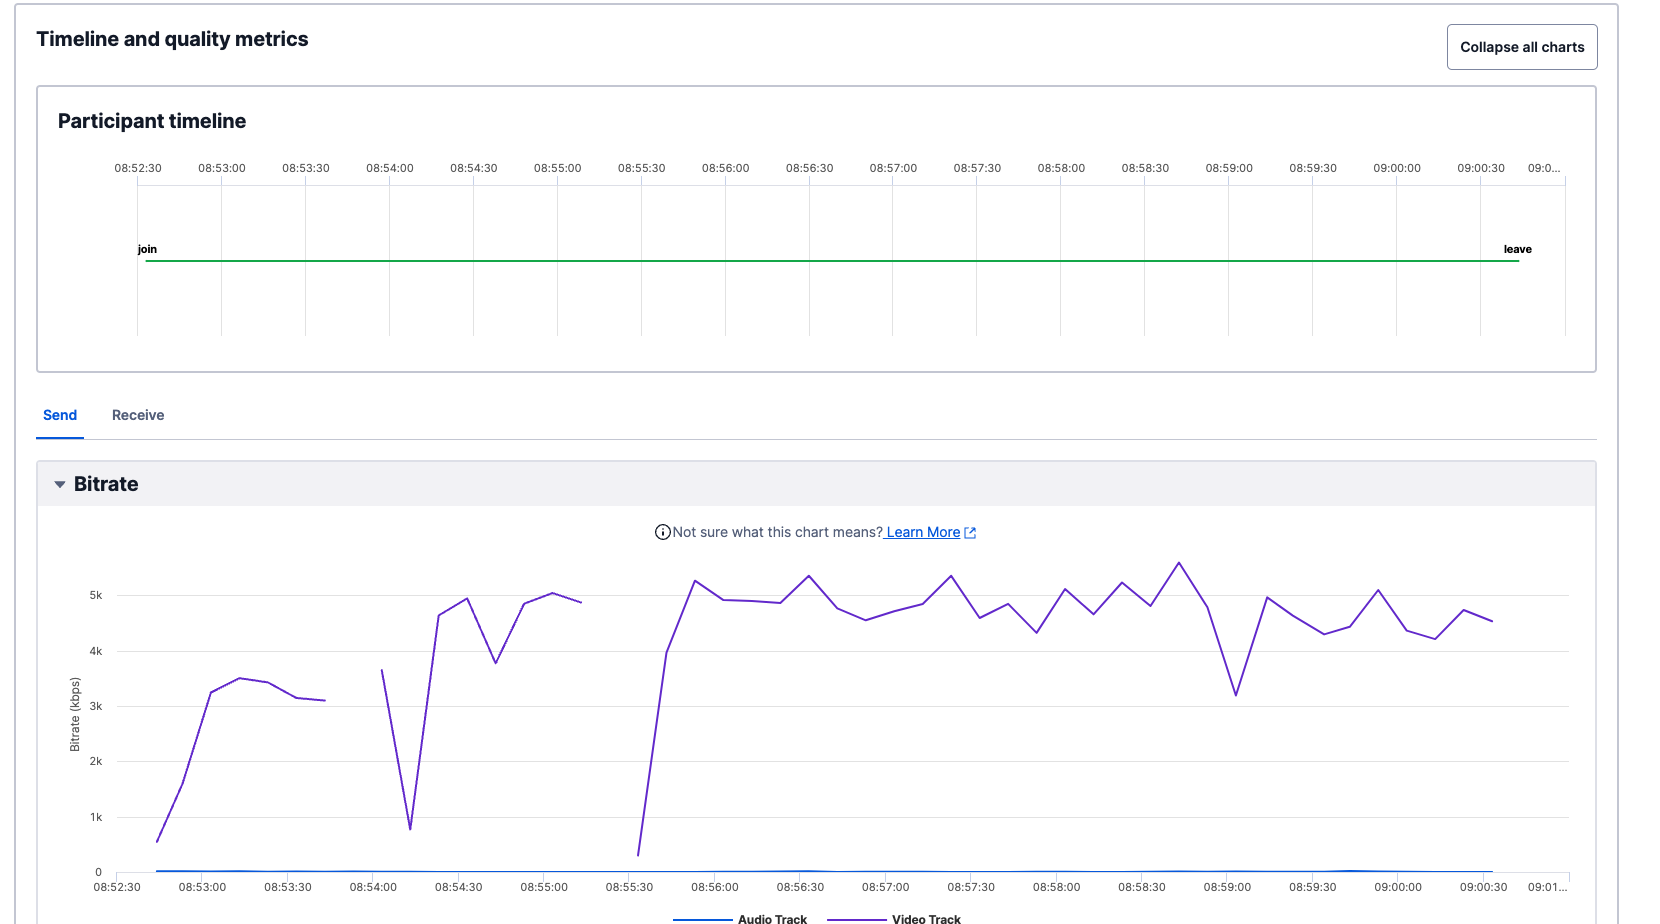 Timeline and quality metrics
Collapse all charts
Participant timeline
08:52:30 08:53:00 08:53:30 08:54:00 08:54:30 08:55:00 08:55:30 08:56:00 08:56:30 08:57:00 08:57:30 08:58:00 08:58:30 08:59:00 08:59:30 09:00:00 09:00:30 09:0...
join leave
Send Receive
Bitrate
Not sure what this chart means? Learn More
5k
4k
3k
2k
1k
0
Bitrate (kbps)
08:52:30 08:53:00 08:53:30 08:54:00 08:54:30 08:55:00 08:55:30 08:56:00 08:56:30 08:57:00 08:57:30 08:58:00 08:58:30 08:59:00 08:59:30 09:00:00 09:00:30 09:01...
Audio Track Video Track